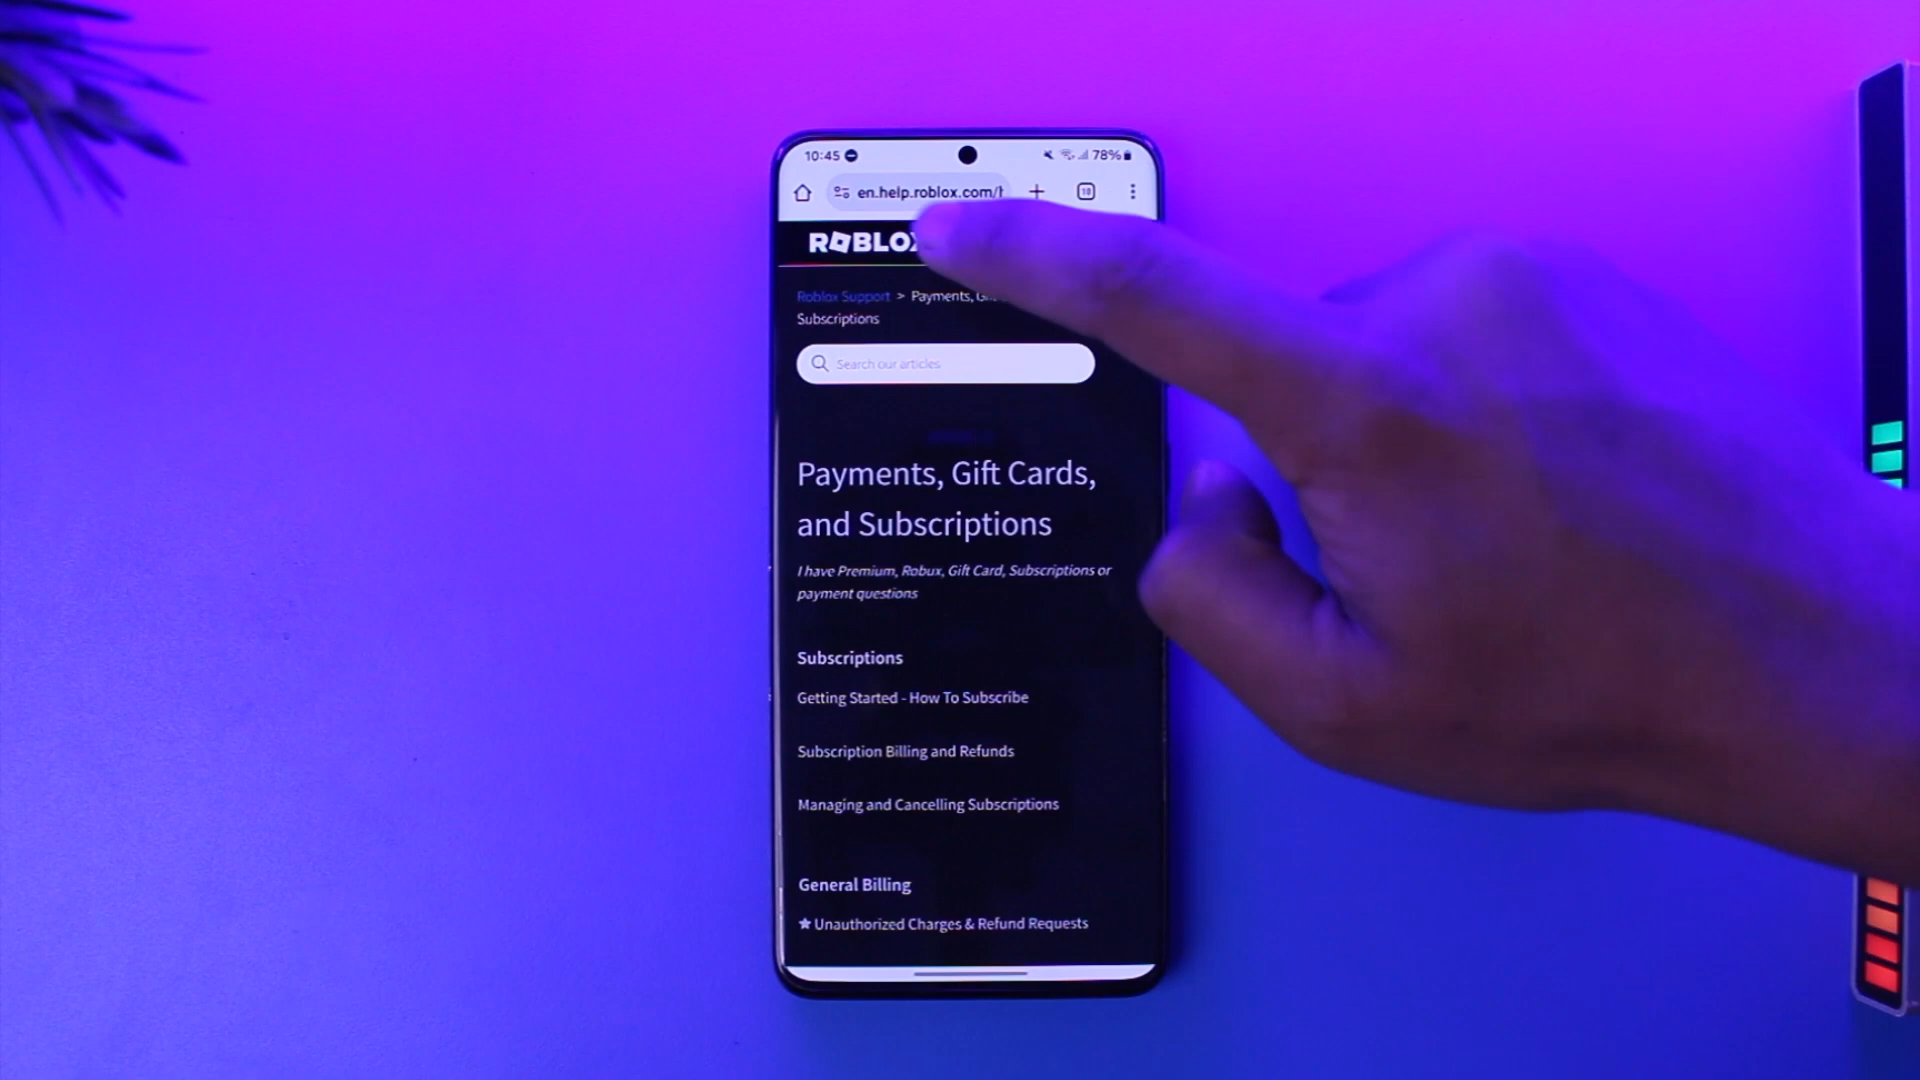 10:45 78%
en.help.roblox.com/
10
ROBLOX
Roblox Support > Payments,
Subscriptions
Search our articles
Payments, Gift Cards,
and Subscriptions
I have Premium, Robux, Gift Card, Subscriptions or
payment questions
Subscriptions
Getting Started - How To Subscribe
Subscription Billing and Refunds
Managing and Cancelling Subscriptions
General Billing
★ Unauthorized Charges & Refund Requests